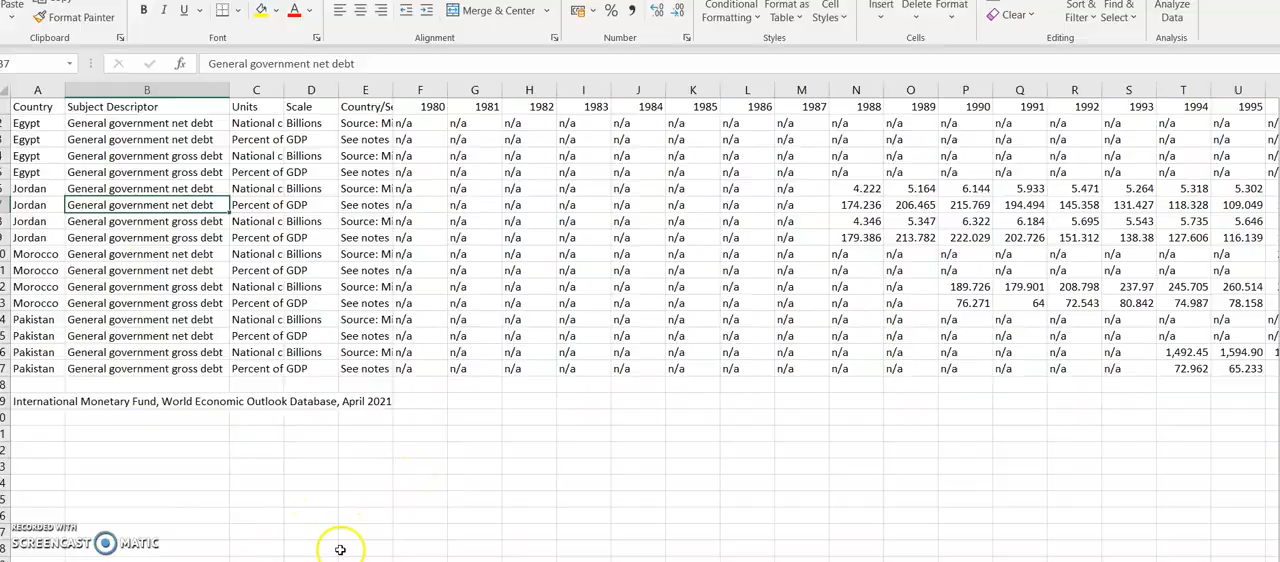 Paste
Format Painter
B I U
Merge & Center
Conditional Formatting
Format as Table
Cell Styles
Insert Delete Format
Clear
Sort & Filter
Find & Select
Analyze Data
Clipboard Font Alignment Number Styles Cells Editing Analysis
fx General government net debt
A B C D E F G H I J K L M N O P Q R S T U
Country Subject Descriptor Units Scale Country/Se 1980 1981 1982 1983 1984 1985 1986 1987 1988 1989 1990 1991 1992 1993 1994 1995
Egypt General government net debt National c Billions Source: Mi n/a n/a n/a n/a n/a n/a n/a n/a n/a n/a n/a n/a n/a n/a n/a n/a
Egypt General government net debt Percent of GDP See notes n/a n/a n/a n/a n/a n/a n/a n/a n/a n/a n/a n/a n/a n/a n/a n/a
Egypt General government gross debt National c Billions Source: Mi n/a n/a n/a n/a n/a n/a n/a n/a n/a n/a n/a n/a n/a n/a n/a n/a
Egypt General government gross debt Percent of GDP See notes n/a n/a n/a n/a n/a n/a n/a n/a n/a n/a n/a n/a n/a n/a n/a n/a
Jordan General government net debt National c Billions Source: Mi n/a n/a n/a n/a n/a n/a n/a n/a 4.222 5.164 6.144 5.933 5.471 5.264 5.318 5.302
Jordan General government net debt Percent of GDP See notes n/a n/a n/a n/a n/a n/a n/a n/a 174.236 206.465 215.769 194.494 145.358 131.427 118.328 109.049
Jordan General government gross debt National c Billions Source: Mi n/a n/a n/a n/a n/a n/a n/a n/a 4.346 5.347 6.322 6.184 5.695 5.543 5.735 5.646
Jordan General government gross debt Percent of GDP See notes n/a n/a n/a n/a n/a n/a n/a n/a 179.386 213.782 222.029 202.726 151.312 138.38 127.606 116.139
Morocco General government net debt National c Billions Source: Mi n/a n/a n/a n/a n/a n/a n/a n/a n/a n/a n/a n/a n/a n/a n/a n/a
Morocco General government net debt Percent of GDP See notes n/a n/a n/a n/a n/a n/a n/a n/a n/a n/a n/a n/a n/a n/a n/a n/a
Morocco General government gross debt National c Billions Source: Mi n/a n/a n/a n/a n/a n/a n/a n/a n/a n/a 189.726 179.901 208.798 237.97 245.705 260.514
Morocco General government gross debt Percent of GDP See notes n/a n/a n/a n/a n/a n/a n/a n/a n/a n/a 76.271 64 72.543 80.842 74.987 78.158
Pakistan General government net debt National c Billions Source: Mi n/a n/a n/a n/a n/a n/a n/a n/a n/a n/a n/a n/a n/a n/a n/a n/a
Pakistan General government net debt Percent of GDP See notes n/a n/a n/a n/a n/a n/a n/a n/a n/a n/a n/a n/a n/a n/a n/a n/a
Pakistan General government gross debt National c Billions Source: Mi n/a n/a n/a n/a n/a n/a n/a n/a n/a n/a n/a n/a n/a n/a 1,492.45 1,594.90
Pakistan General government gross debt Percent of GDP See notes n/a n/a n/a n/a n/a n/a n/a n/a n/a n/a n/a n/a n/a n/a 72.962 65.233
International Monetary Fund, World Economic Outlook Database, April 2021
RECORDED WITH
SCREENCAST MATIC